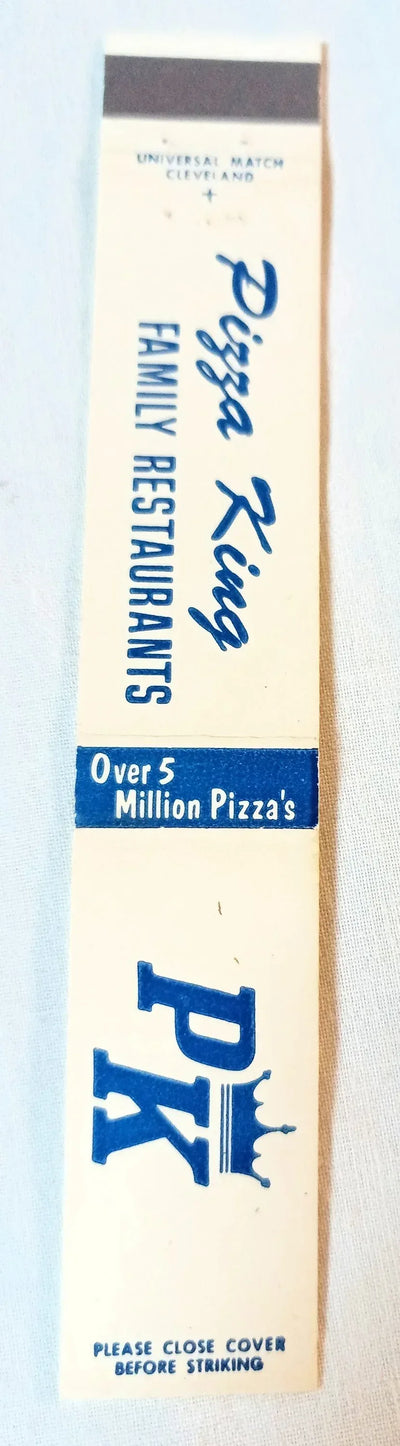 UNIVERSAL MATCH
CLEVELAND
Pizza King
FAMILY RESTAURANTS
Over 5
Million Pizza's
PK
PLEASE CLOSE COVER
BEFORE STRIKING